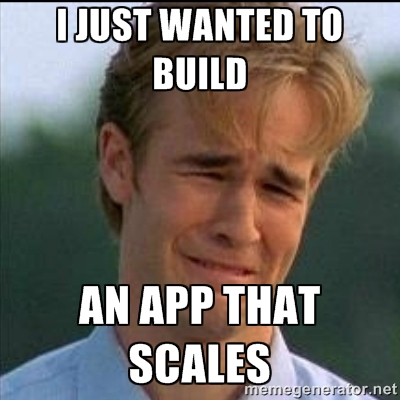 I JUST WANTED TO
BUILD
AN APP THAT
SCALES
memegenerator.net